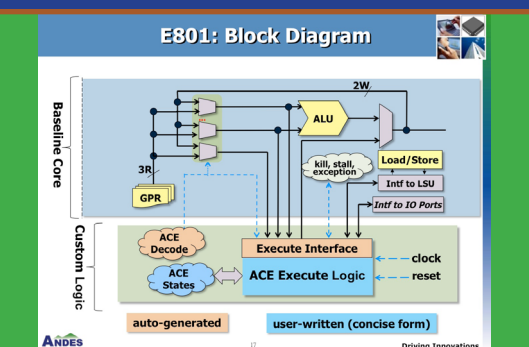 E801: Block Diagram
Baseline Core
2W
ALU
kill, stall,
exception
Load/Store
3R
Intf to LSU
GPR
Intf to IO Ports
Custom Logic
ACE
Decode
Execute Interface
clock
ACE
States
ACE Execute Logic
reset
auto-generated
user-written (concise form)
ANDES
17
Driving Innovations